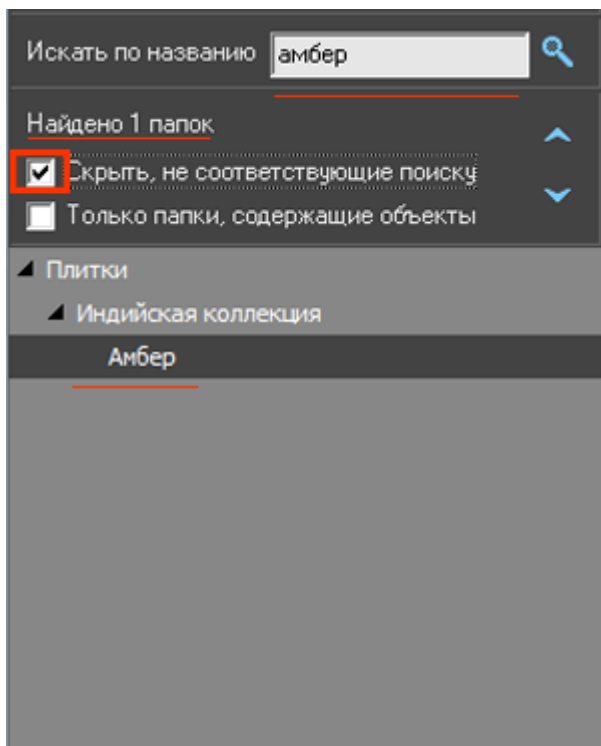 Искать по названию амбер
Найдено 1 папок
Скрыть, не соответствующие поиску
Только папки, содержащие объекты
Плитки
Индийская коллекция
Амбер